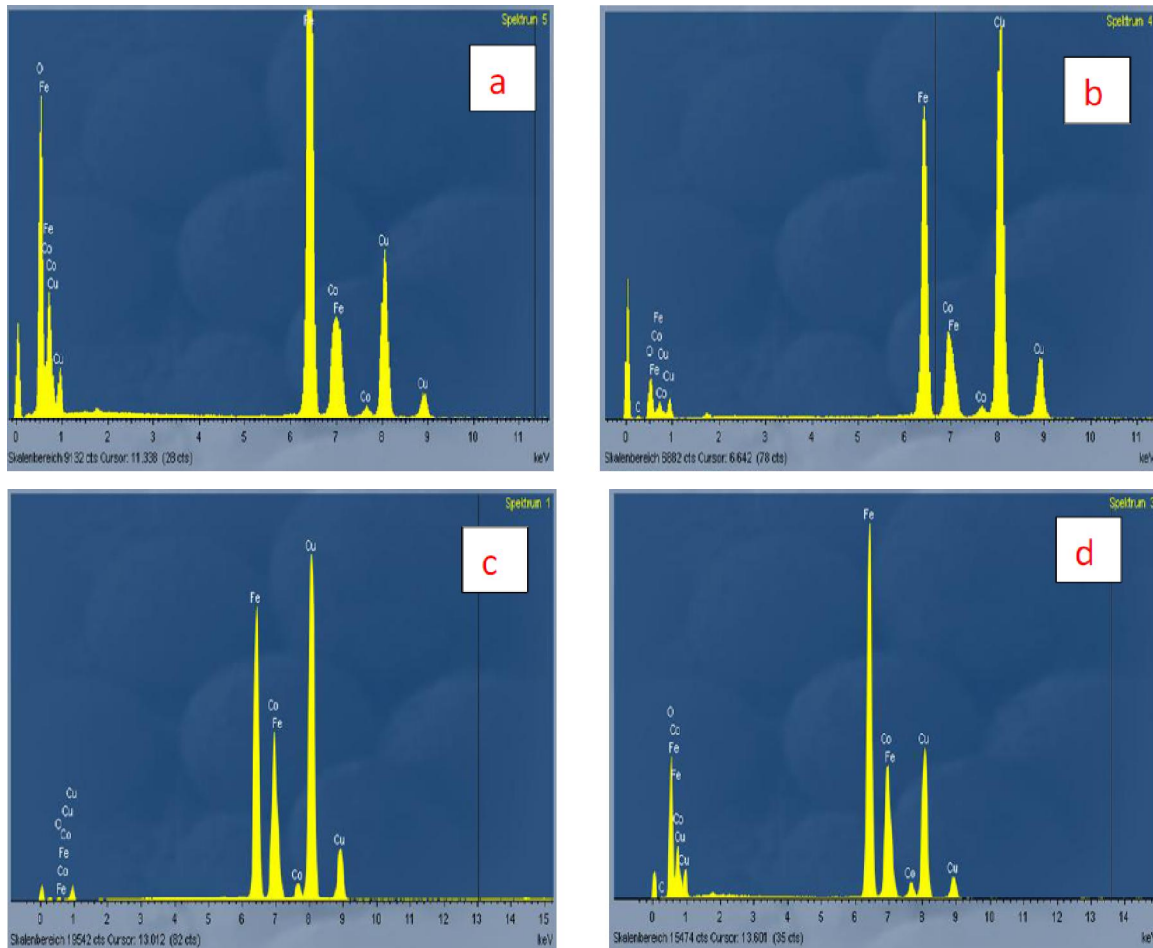 Spektrum 5
a
Fe
O
Fe
Fe
Co
Co
Cu
Cu
Co
Fe
Co
Cu
Cu
0 1 2 3 4 5 6 7 8 9 10 11
Skalenbereich 9132 cts Cursor: 11.338 (28 cts) keV
Spektrum 4
b
Cu
Fe
Fe
Co
O Cu
Fe Cu
Co
C
Co
Fe
Co
Cu
0 1 2 3 4 5 6 7 8 9 10 11
Skalenbereich 6882 cts Cursor: 6.642 (78 cts) keV
Spektrum 1
c
Cu
Fe
Co
Fe
Cu
Cu
O
Co
Fe
Co
Fe
Co
Cu
0 1 2 3 4 5 6 7 8 9 10 11 12 13 14 15
Skalenbereich 19542 cts Cursor: 13.012 (82 cts) keV
Spektrum 3
d
Fe
O
Co
Fe
Fe
Co
Cu
Cu
C
Co
Fe
Cu
Co
Cu
0 1 2 3 4 5 6 7 8 9 10 11 12 13 14
Skalenbereich 15474 cts Cursor: 13.601 (35 cts) keV